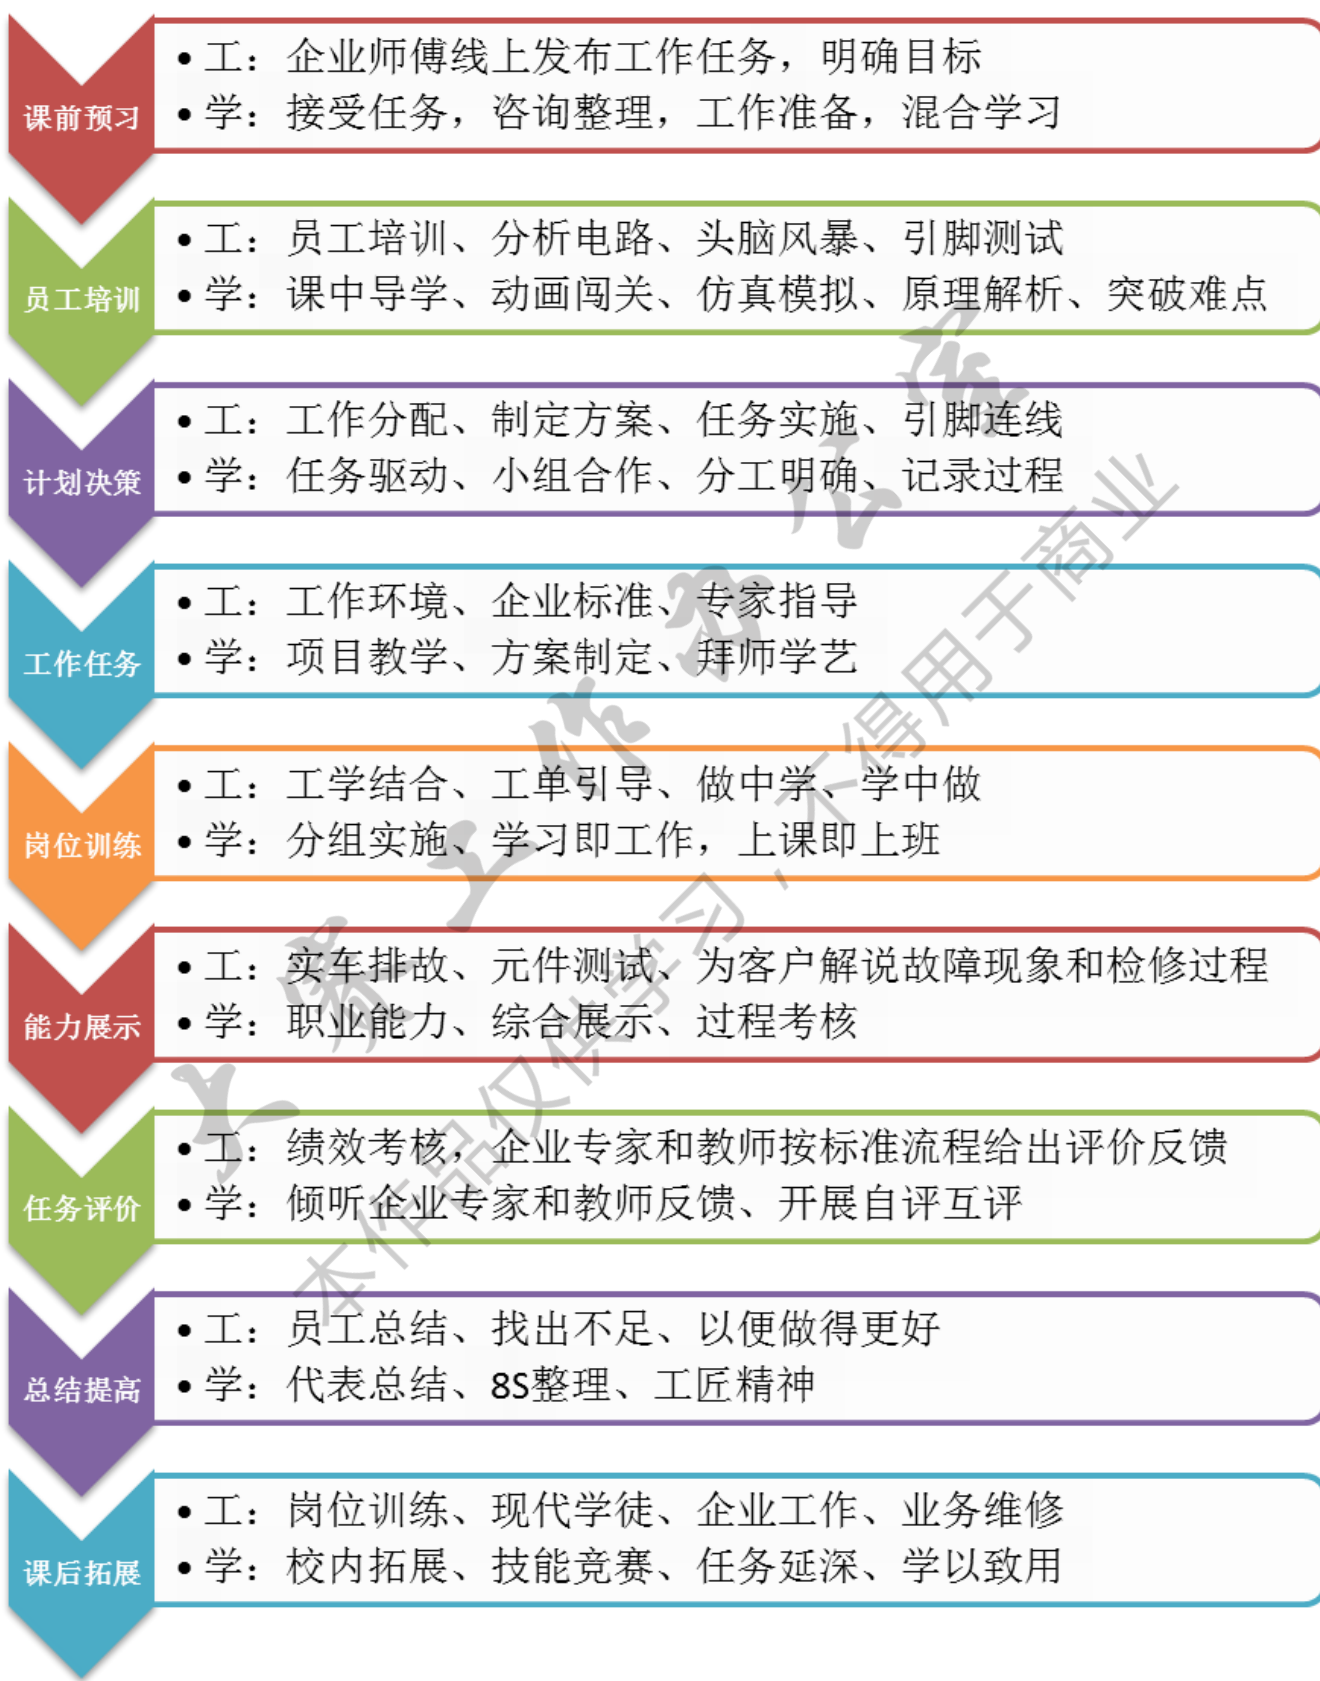 课前预习
• 工：企业师傅线上发布工作任务，明确目标
• 学：接受任务，咨询整理，工作准备，混合学习
员工培训
• 工：员工培训、分析电路、头脑风暴、引脚测试
• 学：课中导学、动画闯关、仿真模拟、原理解析、突破难点
计划决策
• 工：工作分配、制定方案、任务实施、引脚连线
• 学：任务驱动、小组合作、分工明确、记录过程
工作任务
• 工：工作环境、企业标准、专家指导
• 学：项目教学、方案制定、拜师学艺
岗位训练
• 工：工学结合、工单引导、做中学、学中做
• 学：分组实施、学习即工作，上课即上班
能力展示
• 工：实车排故、元件测试、为客户解说故障现象和检修过程
• 学：职业能力、综合展示、过程考核
任务评价
• 工：绩效考核，企业专家和教师按标准流程给出评价反馈
• 学：倾听企业专家和教师反馈、开展自评互评
总结提高
• 工：员工总结、找出不足、以便做得更好
• 学：代表总结、8S整理、工匠精神
课后拓展
• 工：岗位训练、现代学徒、企业工作、业务维修
• 学：校内拓展、技能竞赛、任务延深、学以致用
大赛工作办公室
本作品仅供学习，不得用于商业